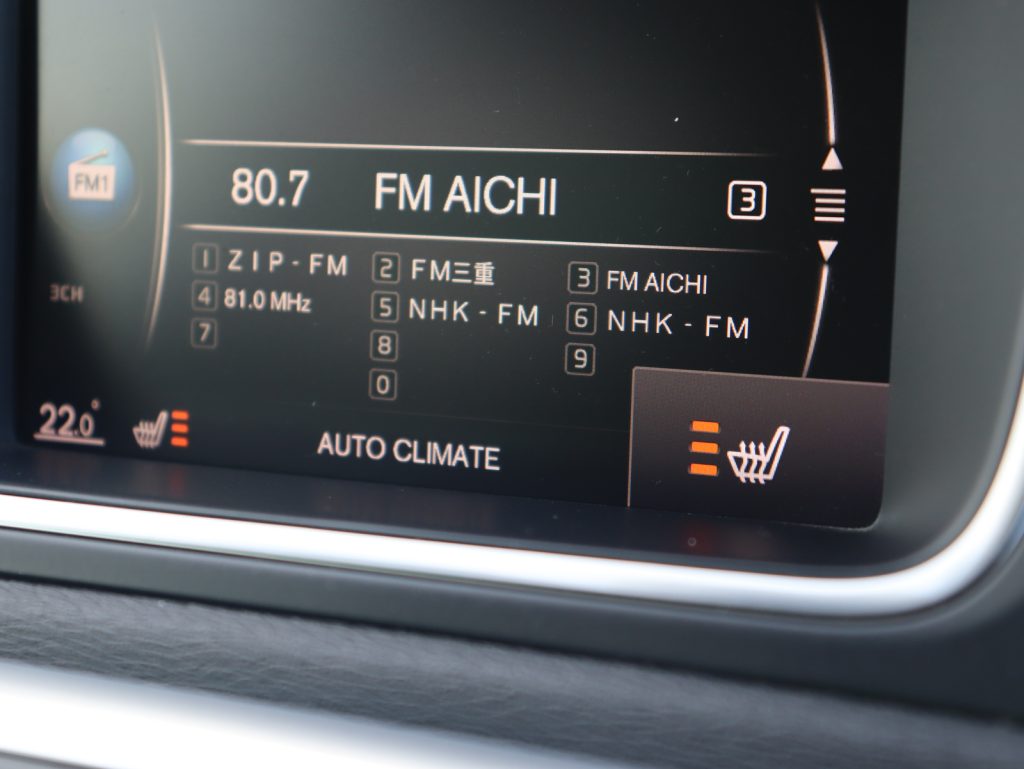 80.7 FM AICHI 3
FM1
1 ZIP-FM 2 FM三重 3 FM AICHI
4 81.0 MHz 5 NHK-FM 6 NHK-FM
7 8 9
0
3CH
22.0°
AUTO CLIMATE